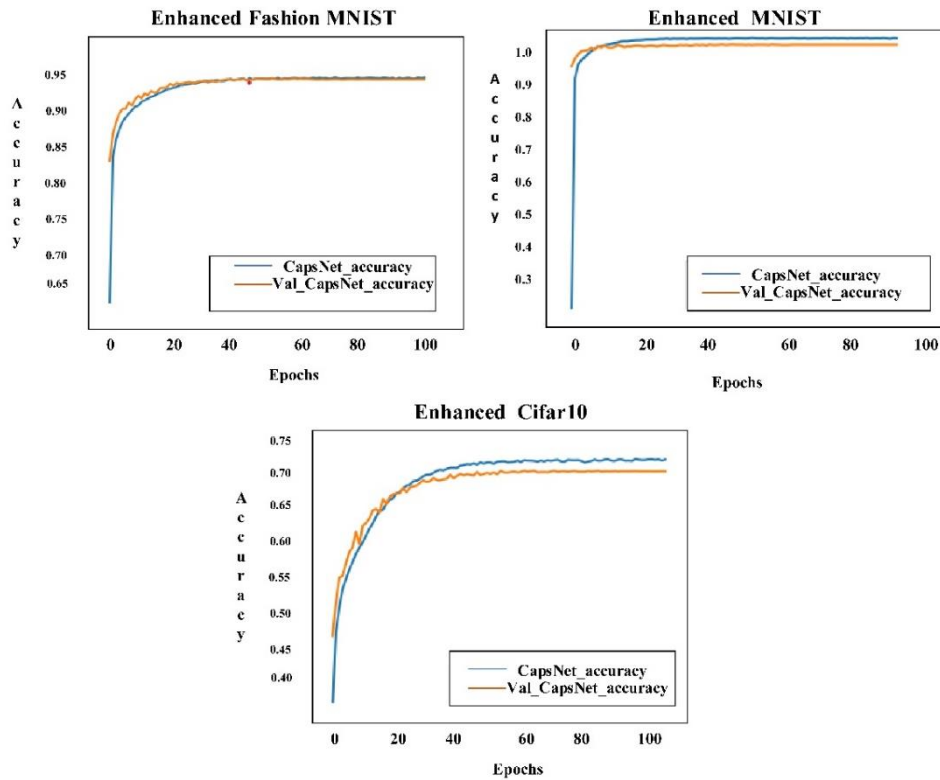 Enhanced Fashion MNIST
Accuracy
0.95
0.90
0.85
0.80
0.75
0.70
0.65
CapsNet_accuracy
Val_CapsNet_accuracy
0 20 40 60 80 100
Epochs
Enhanced MNIST
Accuracy
1.0
0.9
0.8
0.7
0.6
0.5
0.4
0.3
CapsNet_accuracy
Val_CapsNet_accuracy
0 20 40 60 80 100
Epochs
Enhanced Cifar10
Accuracy
0.75
0.70
0.65
0.60
0.55
0.50
0.45
0.40
CapsNet_accuracy
Val_CapsNet_accuracy
0 20 40 60 80 100
Epochs